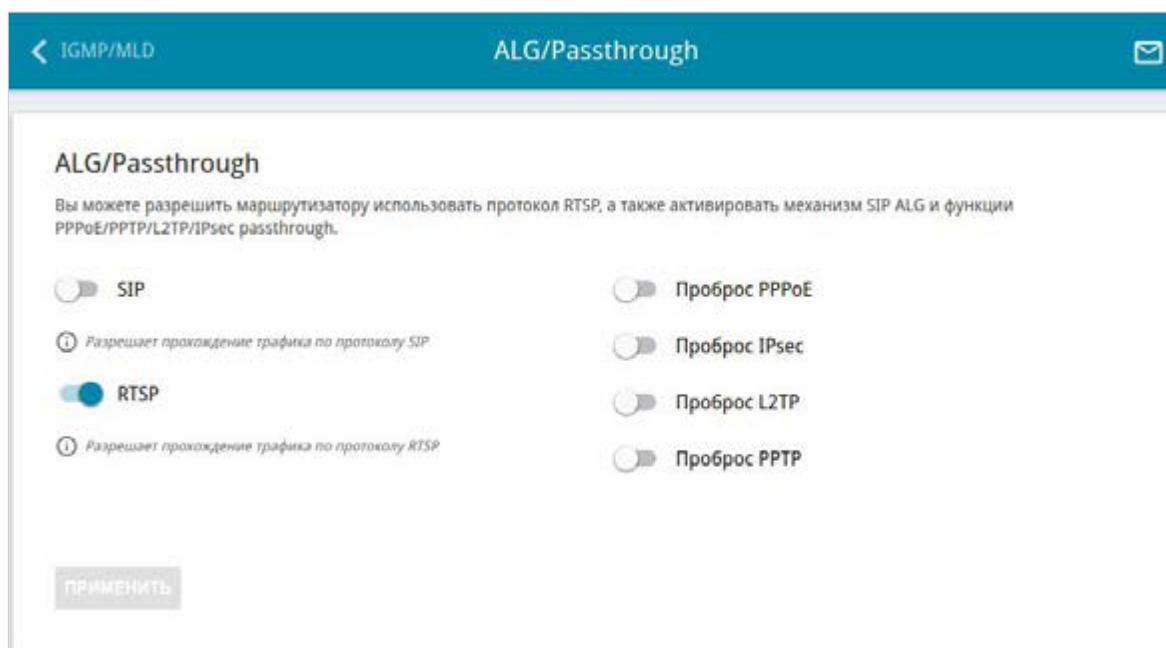 IGMP/MLD
ALG/Passthrough
ALG/Passthrough
Вы можете разрешить маршрутизатору использовать протокол RTSP, а также активировать механизм SIP ALG и функции
PPPoE/PPTP/L2TP/IPsec passthrough.
SIP
Разрешает прохождение трафика по протоколу SIP
RTSP
Разрешает прохождение трафика по протоколу RTSP
Проброс PPPoE
Проброс IPsec
Проброс L2TP
Проброс PPTP
ПРИМЕНИТЬ